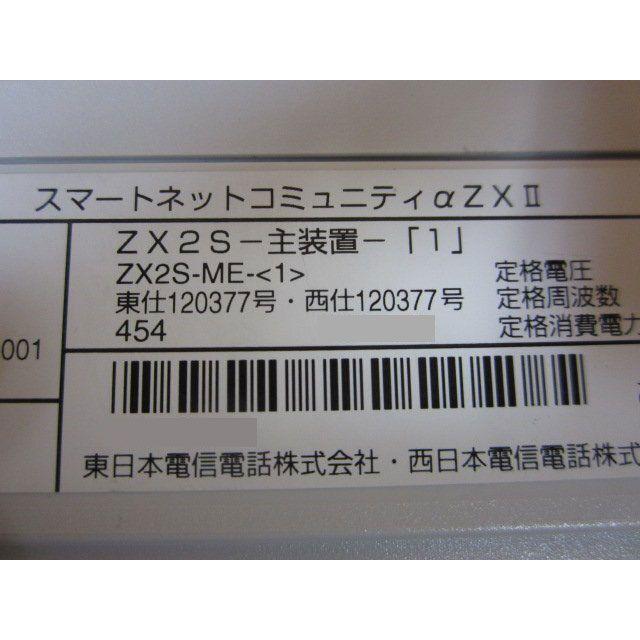 スマートネットコミュニティαＺＸⅡ
ＺＸ２Ｓ－主装置－「１」
ZX2S-ME-<1>
定格電圧
東仕120377号・西仕120377号
定格周波数
454
定格消費電力
001
東日本電信電話株式会社・西日本電信電話株式